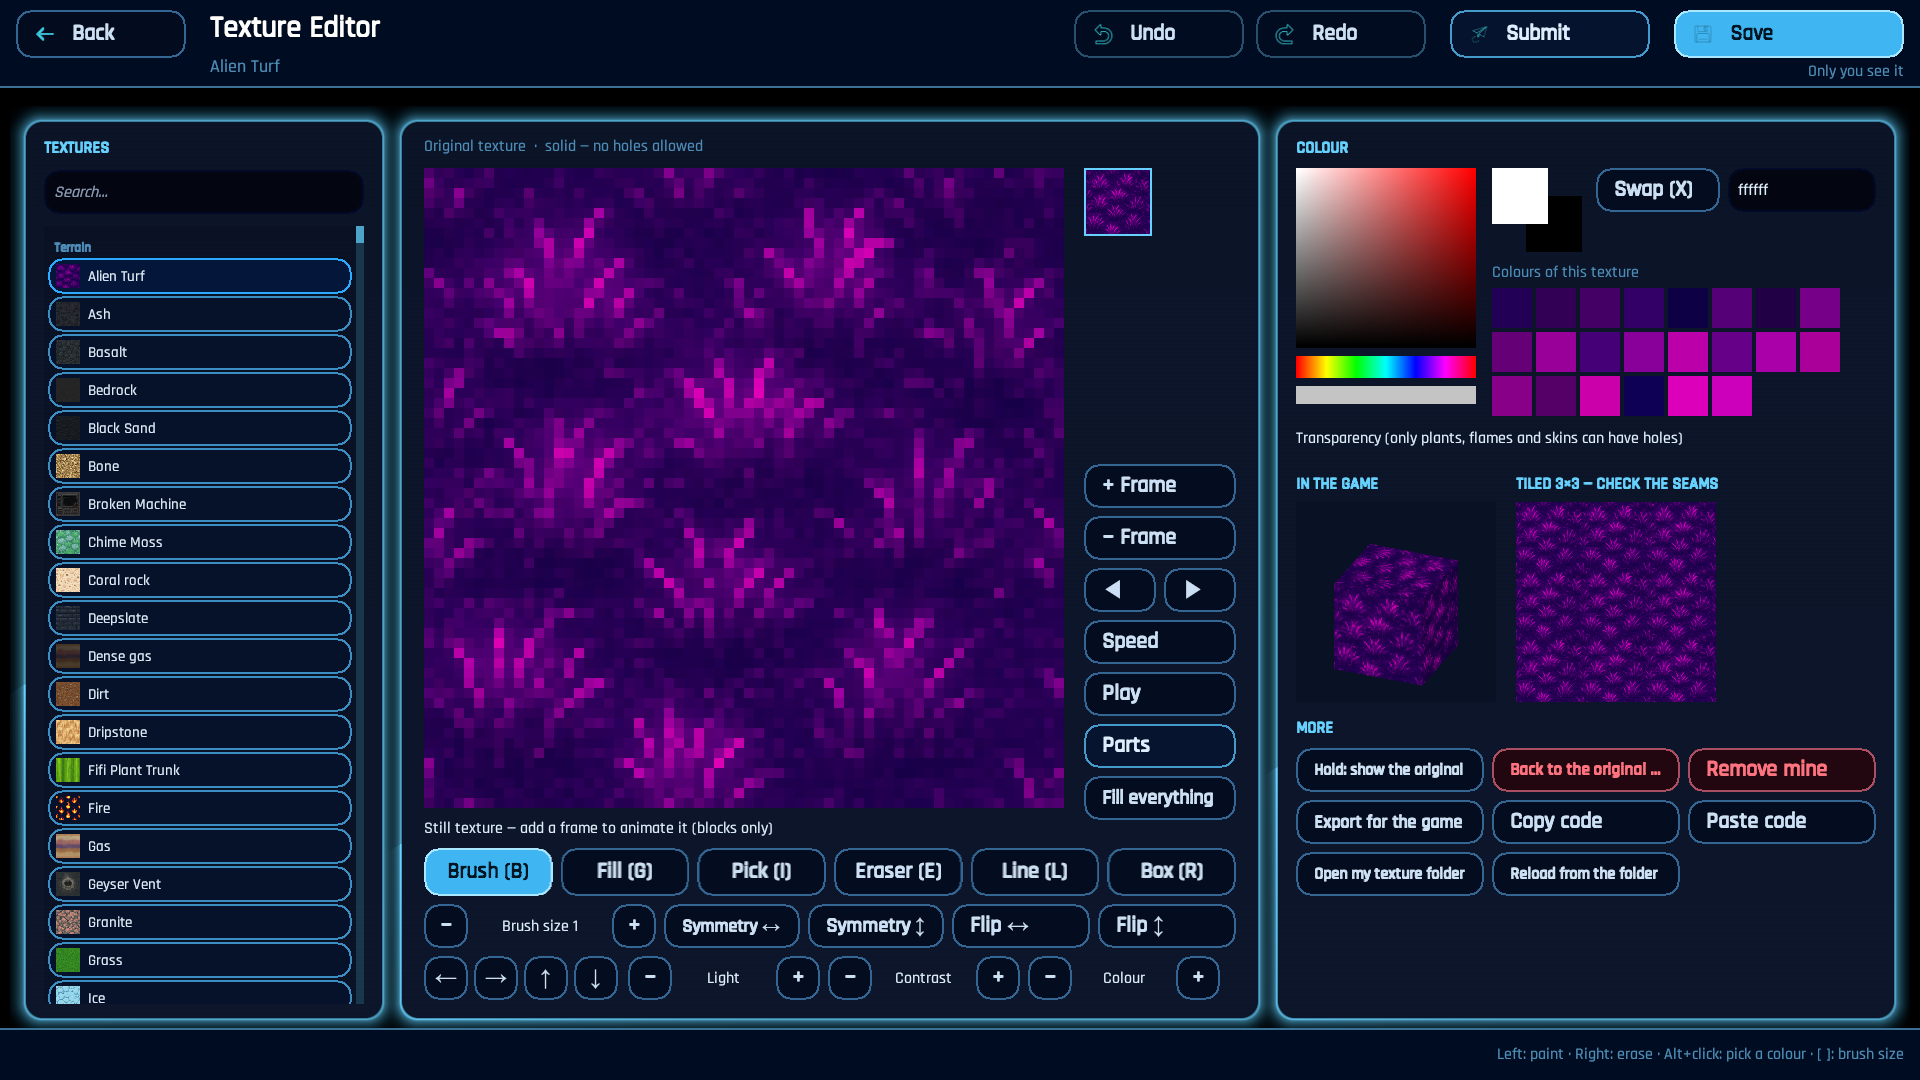 Back
Texture Editor
Alien Turf
Undo
Redo
Submit
Save
Only you see it
TEXTURES
Search...
Terrain
Alien Turf
Ash
Basalt
Bedrock
Black Sand
Bone
Broken Machine
Chime Moss
Coral rock
Deepslate
Dense gas
Dirt
Dripstone
Fifi Plant Trunk
Fire
Gas
Geyser Vent
Granite
Grass
Ice
Original texture · solid – no holes allowed
+ Frame
– Frame
◀ ▶
Speed
Play
Parts
Fill everything
Still texture – add a frame to animate it (blocks only)
Brush (B) Fill (G) Pick (I) Eraser (E) Line (L) Box (R)
– Brush size 1 + Symmetry ↔ Symmetry ↕ Flip ↔ Flip ↕
← → ↑ ↓ – Light + – Contrast + – Colour +
COLOUR
Swap (X)
ffffff
Colours of this texture
Transparency (only plants, flames and skins can have holes)
IN THE GAME
TILED 3×3 – CHECK THE SEAMS
MORE
Hold: show the original
Back to the original ...
Remove mine
Export for the game
Copy code
Paste code
Open my texture folder
Reload from the folder
Left: paint · Right: erase · Alt+click: pick a colour · [ ]: brush size